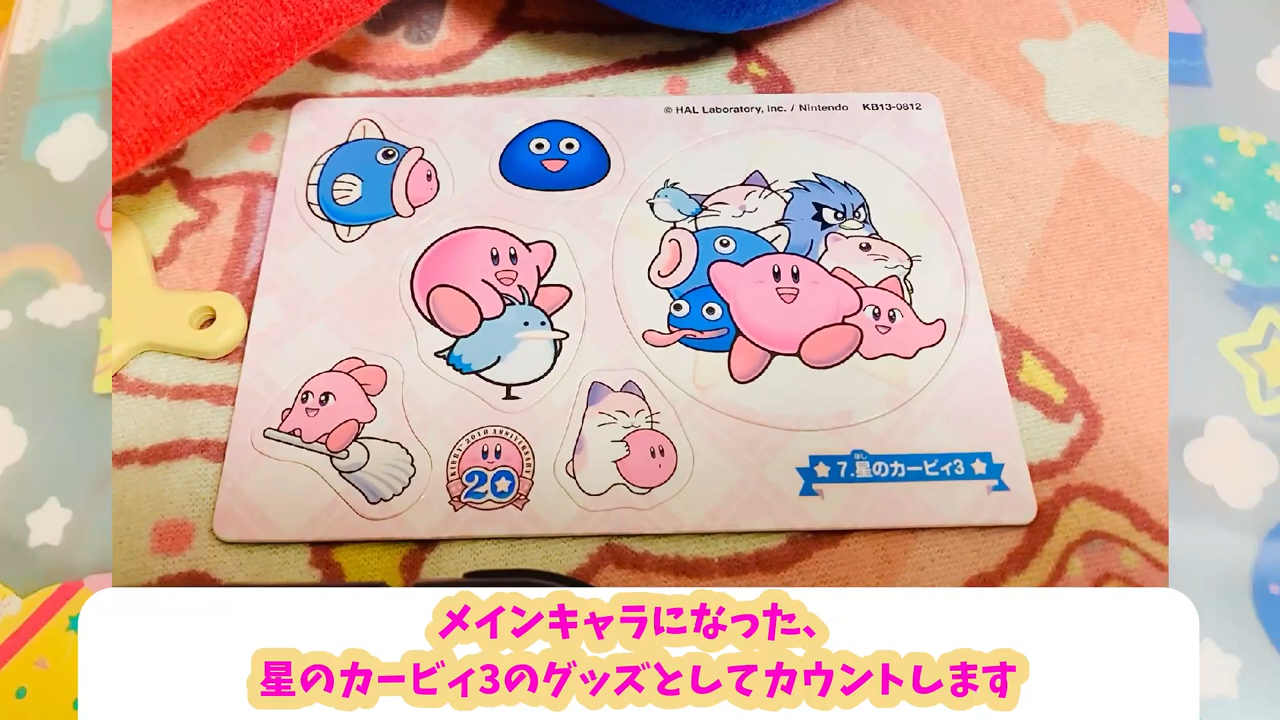 © HAL Laboratory, Inc. / Nintendo KB13-0812
KIRBY 20TH ANNIVERSARY
20
はし
7.星のカービィ3
メインキャラになった、
星のカービィ3のグッズとしてカウントします